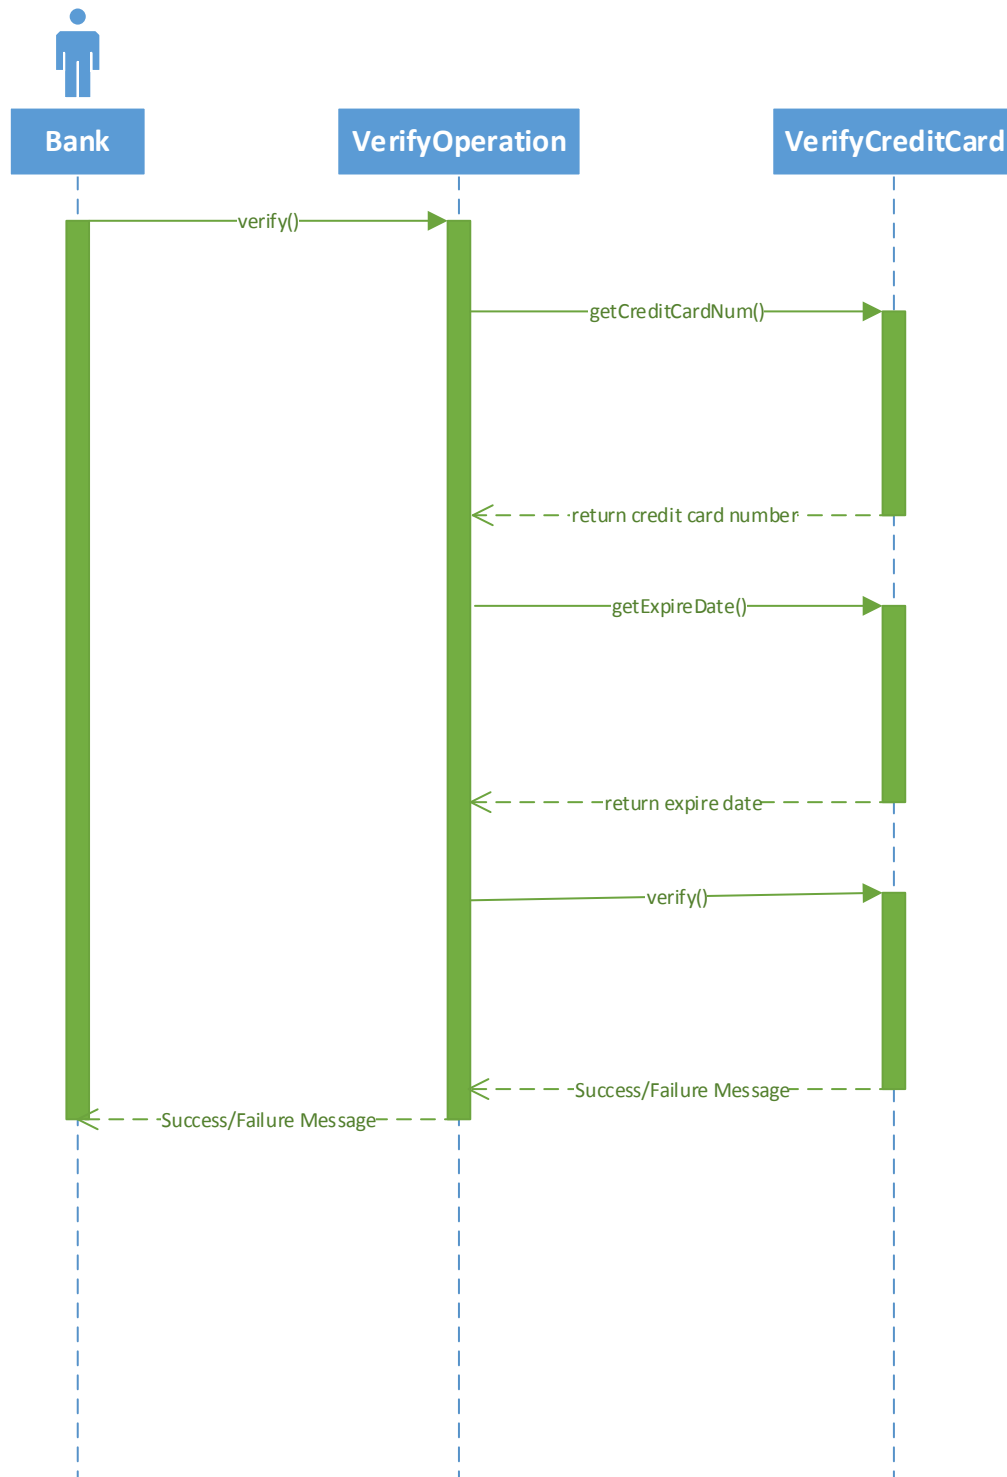 Bank
VerifyOperation
VerifyCreditCard
verify()
getCreditCardNum()
return credit card number
getExpireDate()
return expire date
verify()
Success/Failure Message
Success/Failure Message